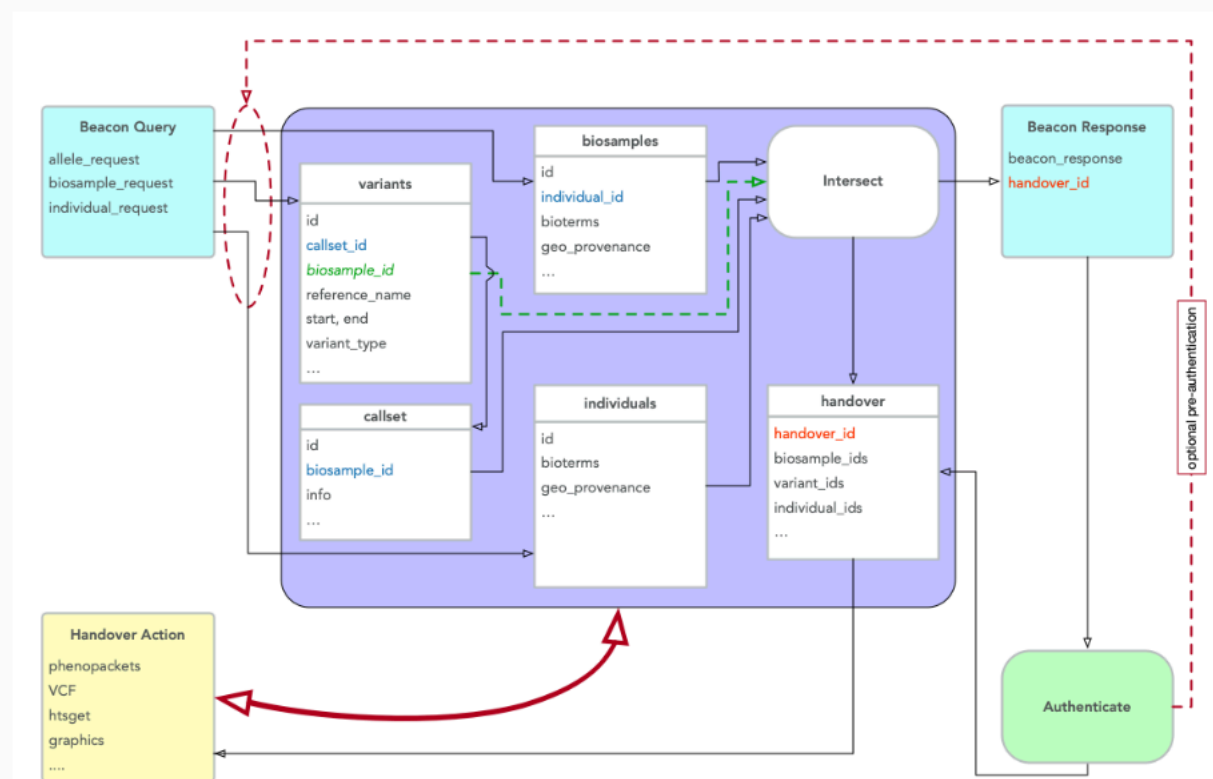 Beacon Query
allele_request
biosample_request
individual_request
variants
id
callset_id
biosample_id
reference_name
start, end
variant_type
...
callset
id
biosample_id
info
...
biosamples
id
individual_id
bioterms
geo_provenance
...
individuals
id
bioterms
geo_provenance
...
Intersect
handover
handover_id
biosample_ids
variant_ids
individual_ids
...
Beacon Response
beacon_response
handover_id
optional pre-authentication
Handover Action
phenopackets
VCF
htsget
graphics
....
Authenticate